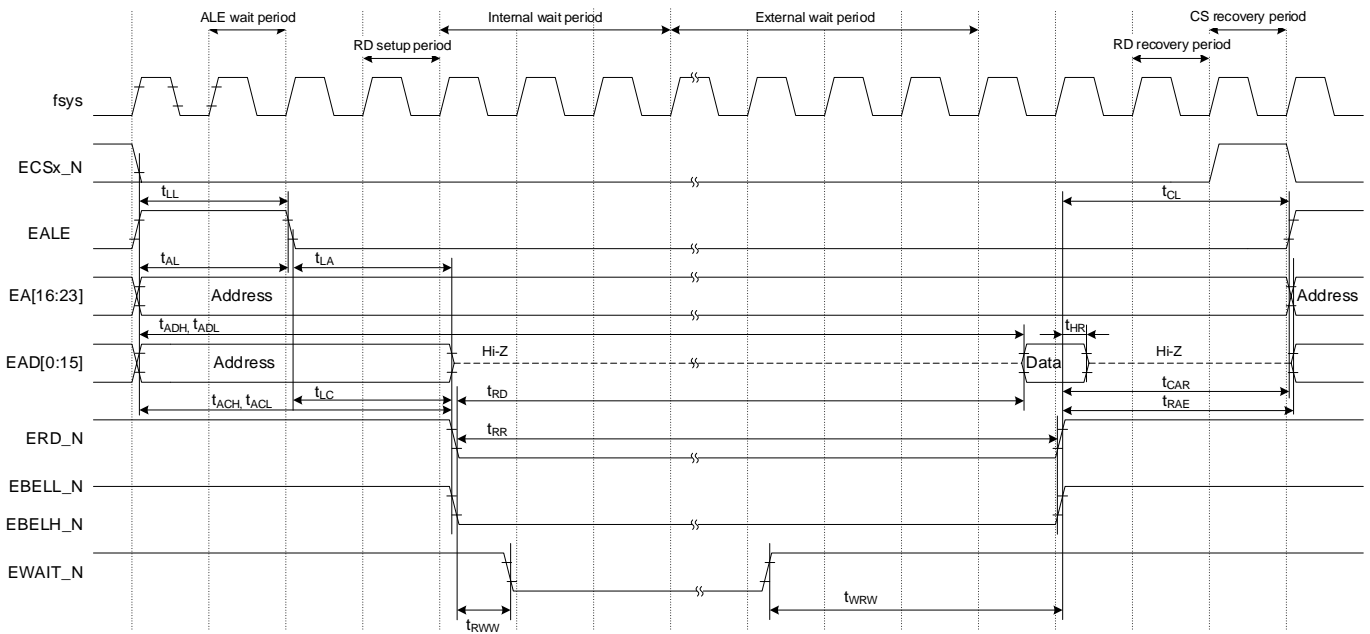 ALE wait period
Internal wait period
External wait period
CS recovery period
RD setup period
RD recovery period
fsys
ECSx_N
tLL
tCL
EALE
tAL
tLA
EA[16:23]
Address
Address
tADH, tADL
tHR
EAD[0:15]
Address
Hi-Z
Data
Hi-Z
tACH, tACL
tLC
tRD
tCAR
tRAE
ERD_N
tRR
EBELL_N
EBELH_N
EWAIT_N
tRWW
tWRW